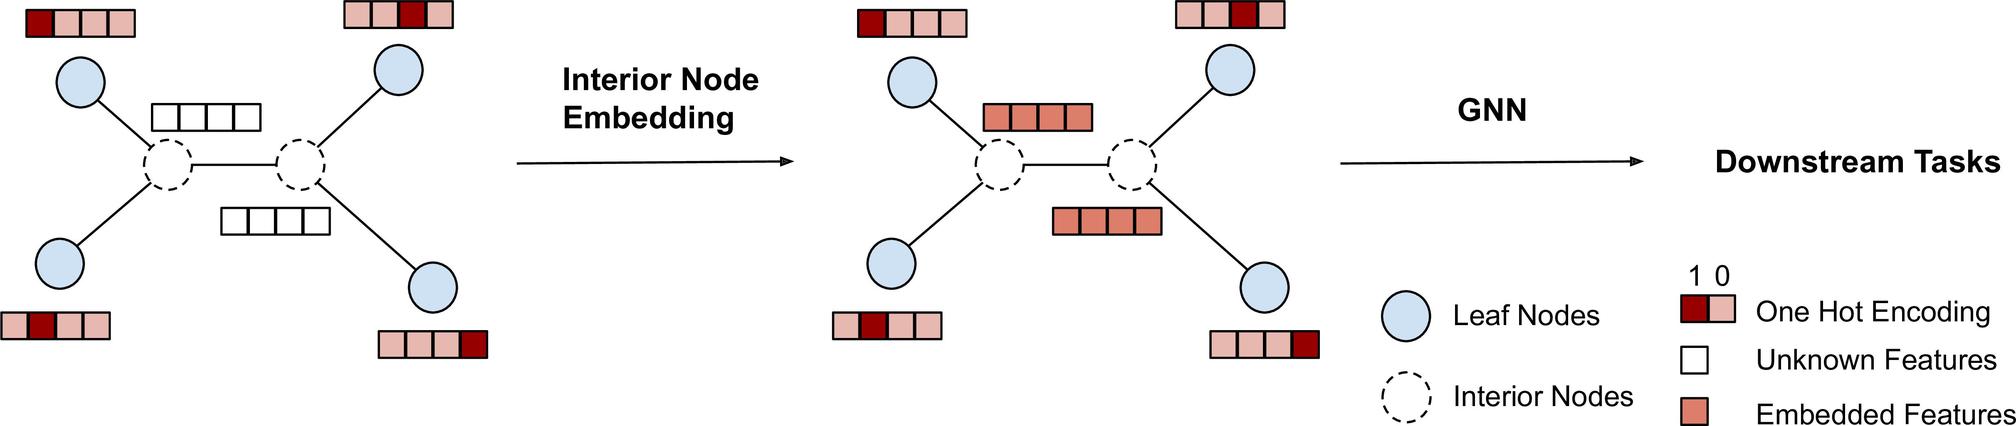 Interior Node
Embedding
GNN
Downstream Tasks
1 0
Leaf Nodes
One Hot Encoding
Unknown Features
Interior Nodes
Embedded Features